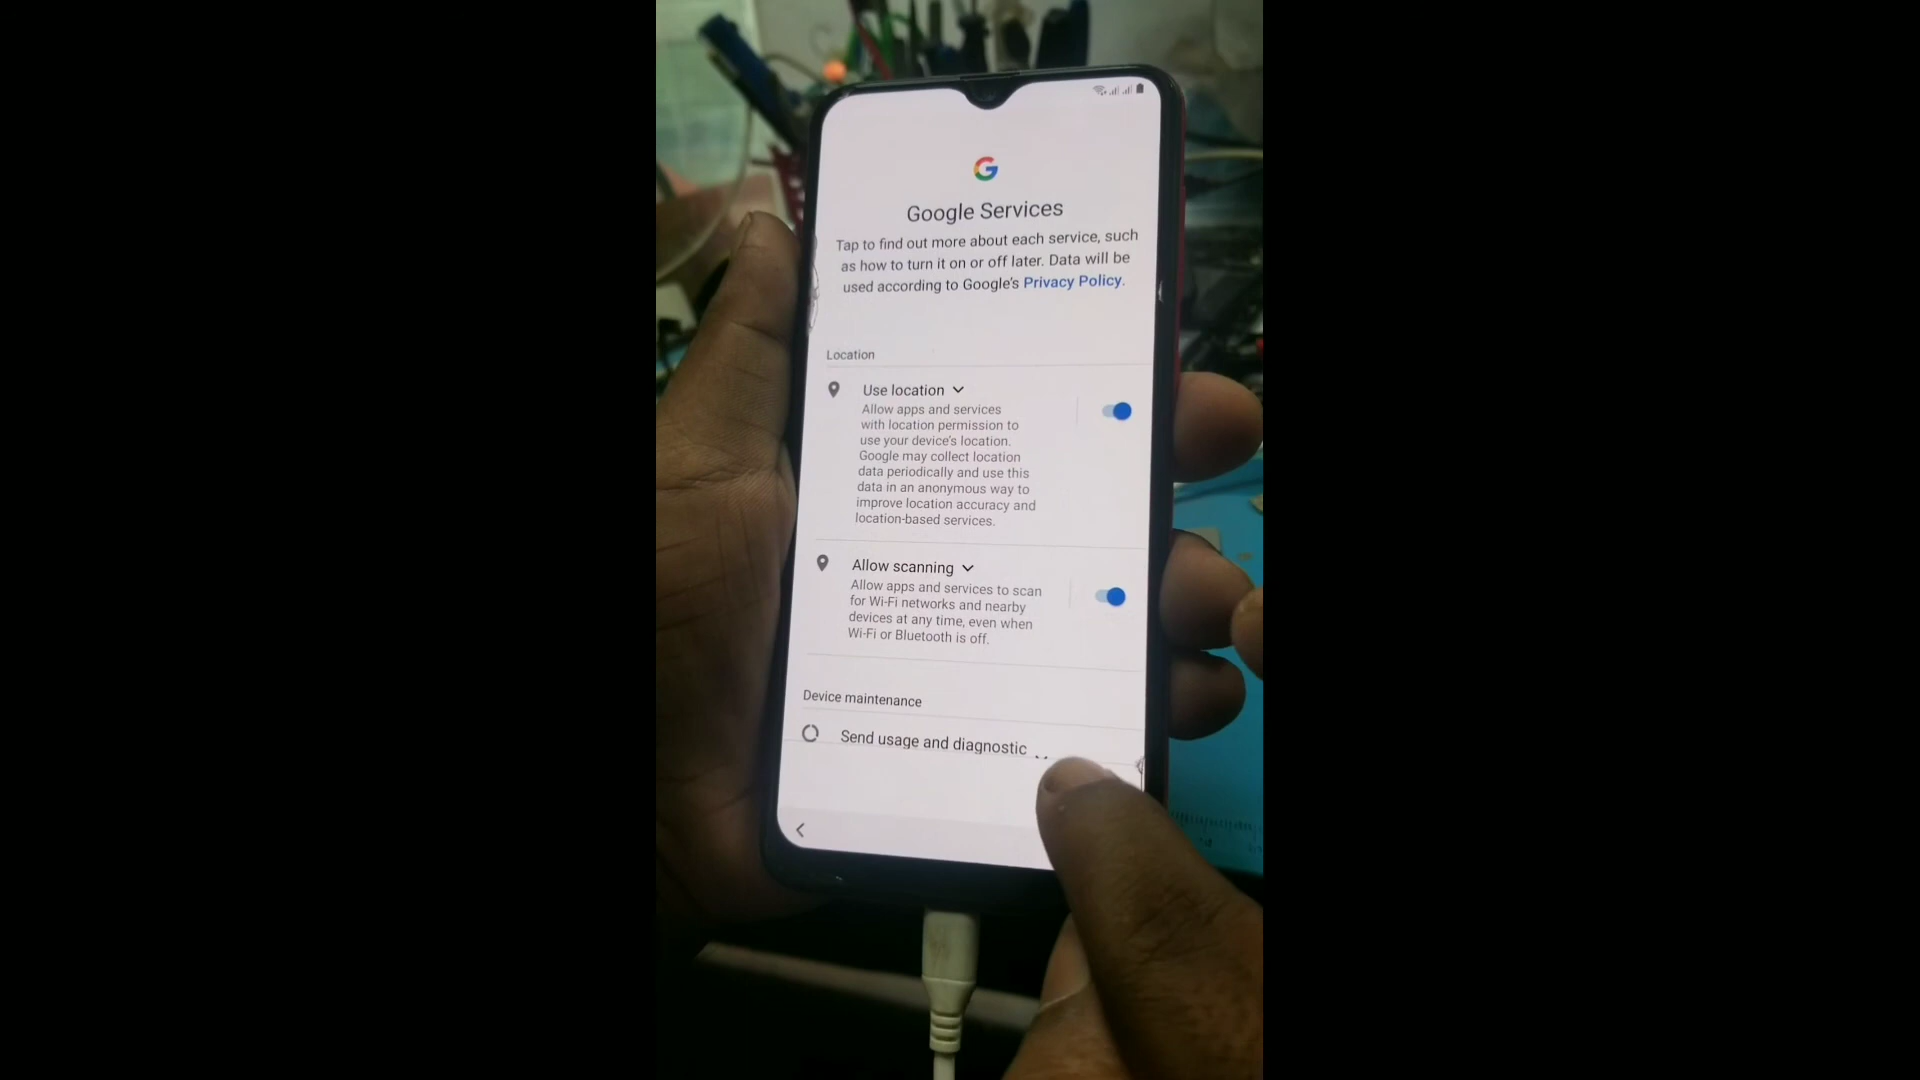 Google Services
Tap to find out more about each service, such
as how to turn it on or off later. Data will be
used according to Google's Privacy Policy.
Location
Use location
Allow apps and services
with location permission to
use your device's location.
Google may collect location
data periodically and use this
data in an anonymous way to
improve location accuracy and
location-based services.
Allow scanning
Allow apps and services to scan
for Wi-Fi networks and nearby
devices at any time, even when
Wi-Fi or Bluetooth is off.
Device maintenance
Send usage and diagnostic